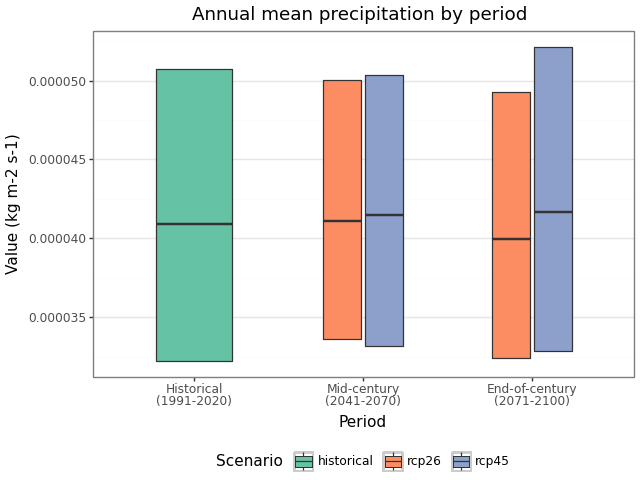 Annual mean precipitation by period
Value (kg m-2 s-1)
0.000050
0.000045
0.000040
0.000035
Historical
(1991-2020)
Mid-century
(2041-2070)
End-of-century
(2071-2100)
Period
Scenario
historical
rcp26
rcp45